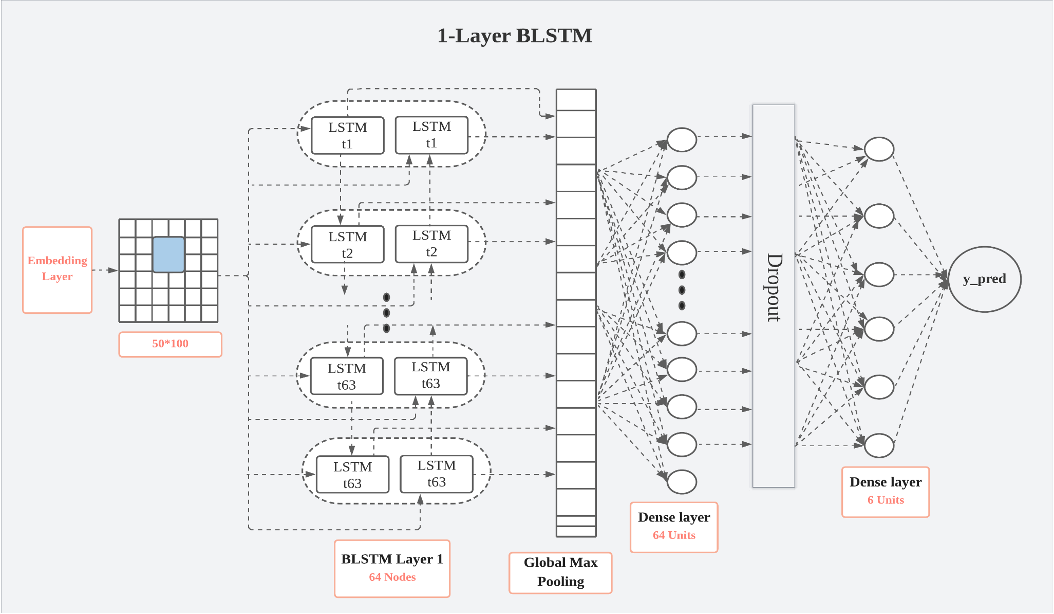 1-Layer BLSTM
LSTM
t1
LSTM
t1
LSTM
t2
LSTM
t2
LSTM
t63
LSTM
t63
LSTM
t63
LSTM
t63
Embedding
Layer
50*100
BLSTM Layer 1
64 Nodes
Global Max
Pooling
Dense layer
64 Units
Dropout
Dense layer
6 Units
y_pred